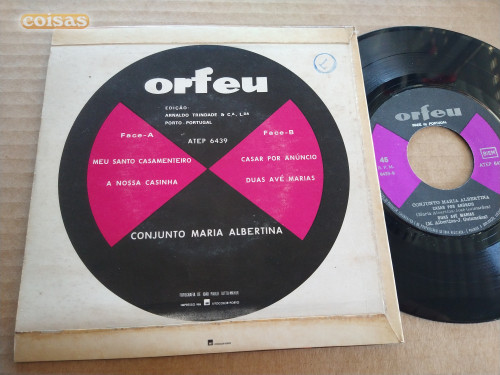 coisas
orfeu
EDIÇÃO:
ARNALDO TRINDADE & C.ª, L.da
PORTO-PORTUGAL
Face-A
Face-B
ATEP 6439
MEU SANTO CASAMENTEIRO
CASAR POR ANÚNCIO
A NOSSA CASINHA
DUAS AVÉ MARIAS
CONJUNTO MARIA ALBERTINA
orfeu
MADE IN PORTUGAL
45
R. P. M.
CONJUNTO MARIA ALBERTINA
CASAR POR ANÚNCIO
DUAS AVÉ MARIAS